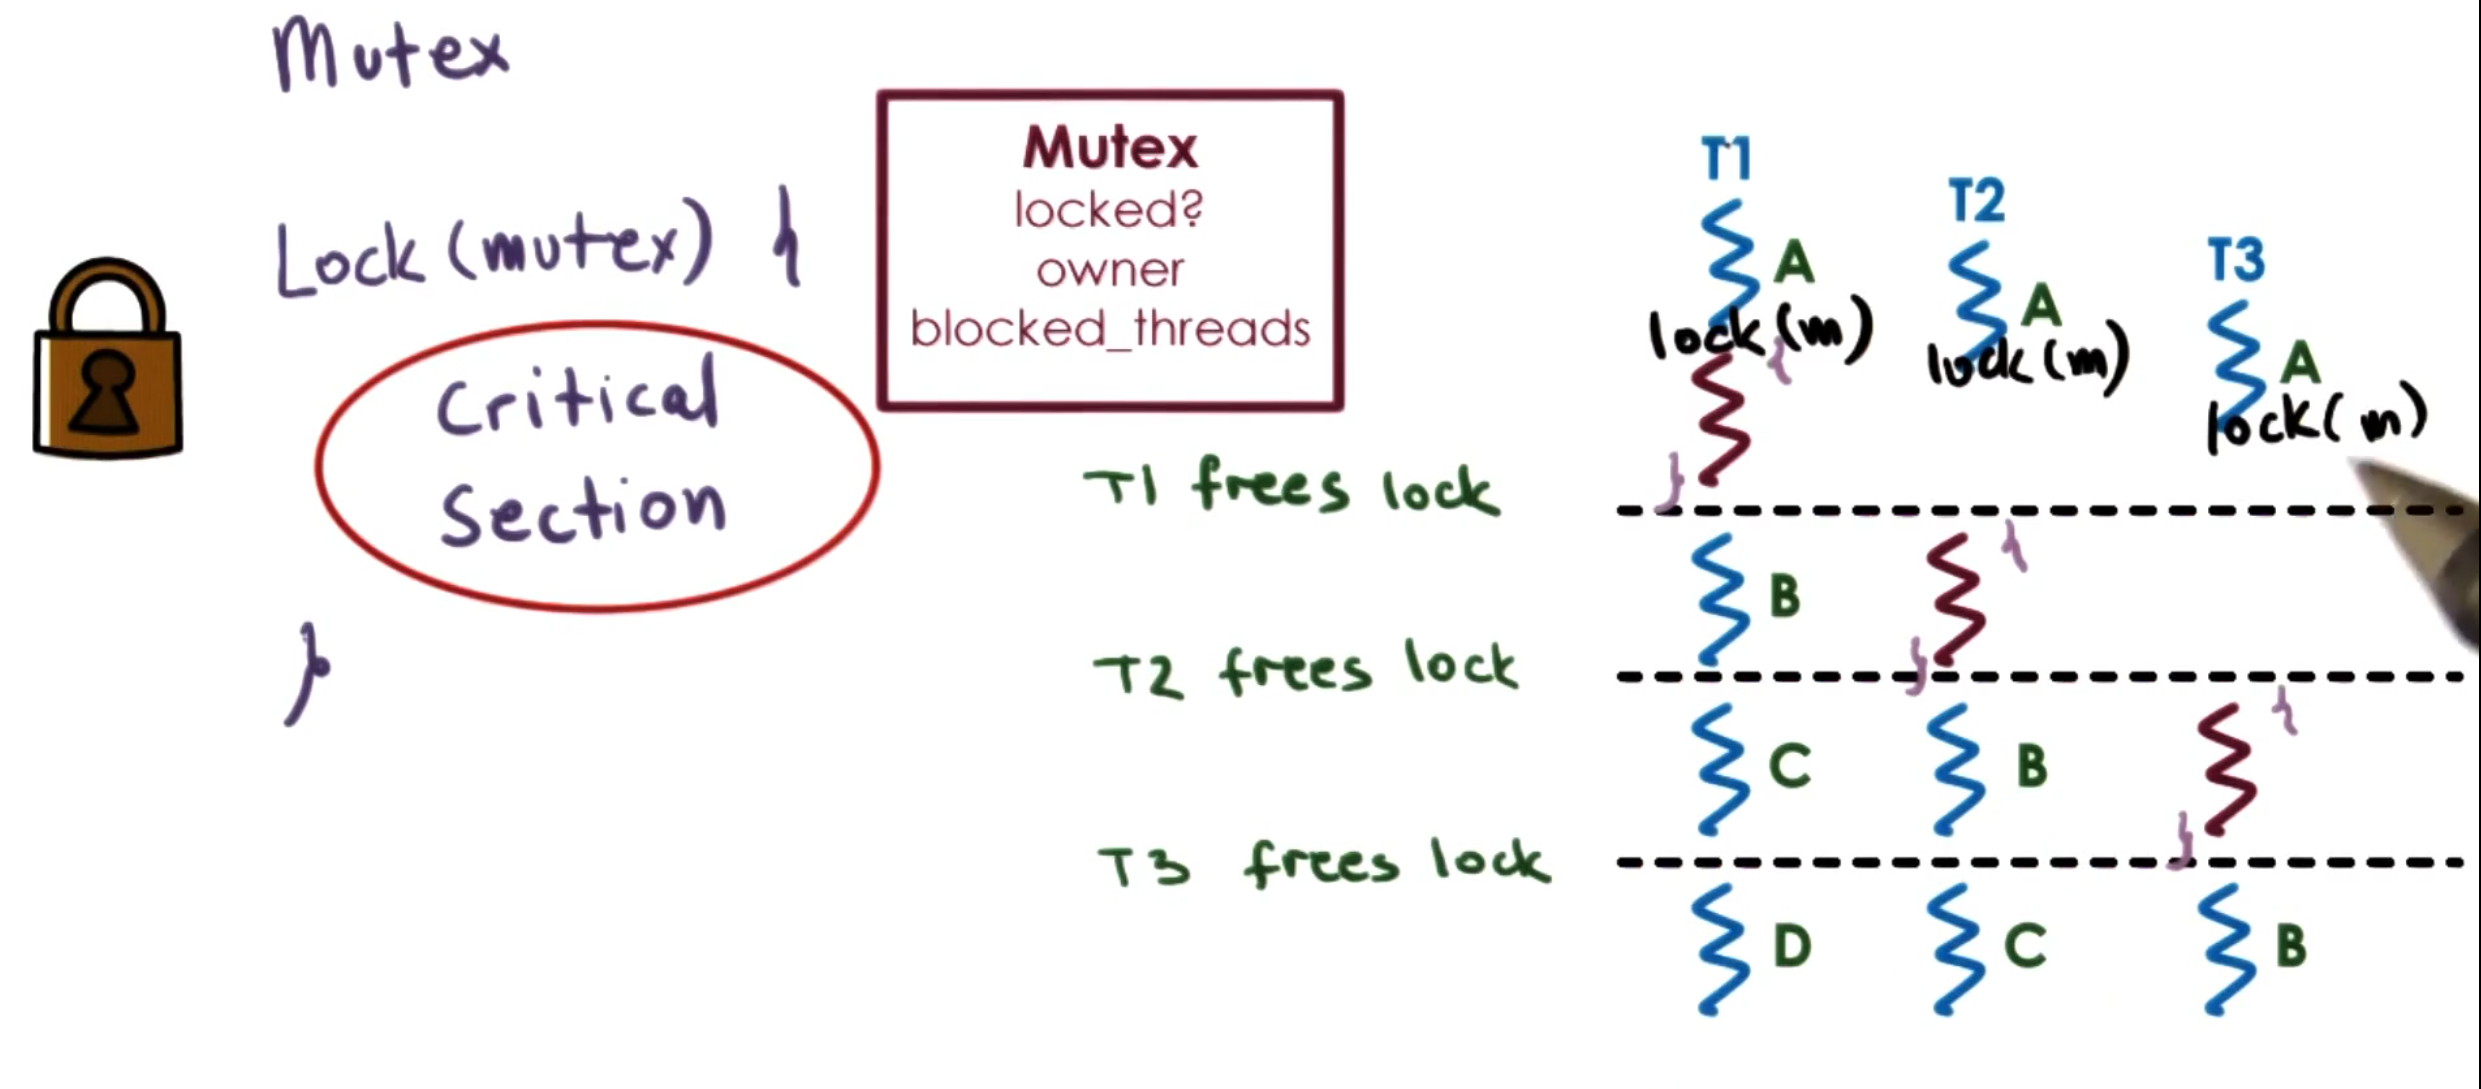 Mutex
Lock (mutex) {
Critical
Section
}
Mutex
locked?
owner
blocked_threads
T1 frees lock
T2 frees lock
T3 frees lock
T1
A
lock (m)
{
}
B
C
D
T2
A
lock (m)
{
}
B
C
T3
A
lock (m)
{
}
B